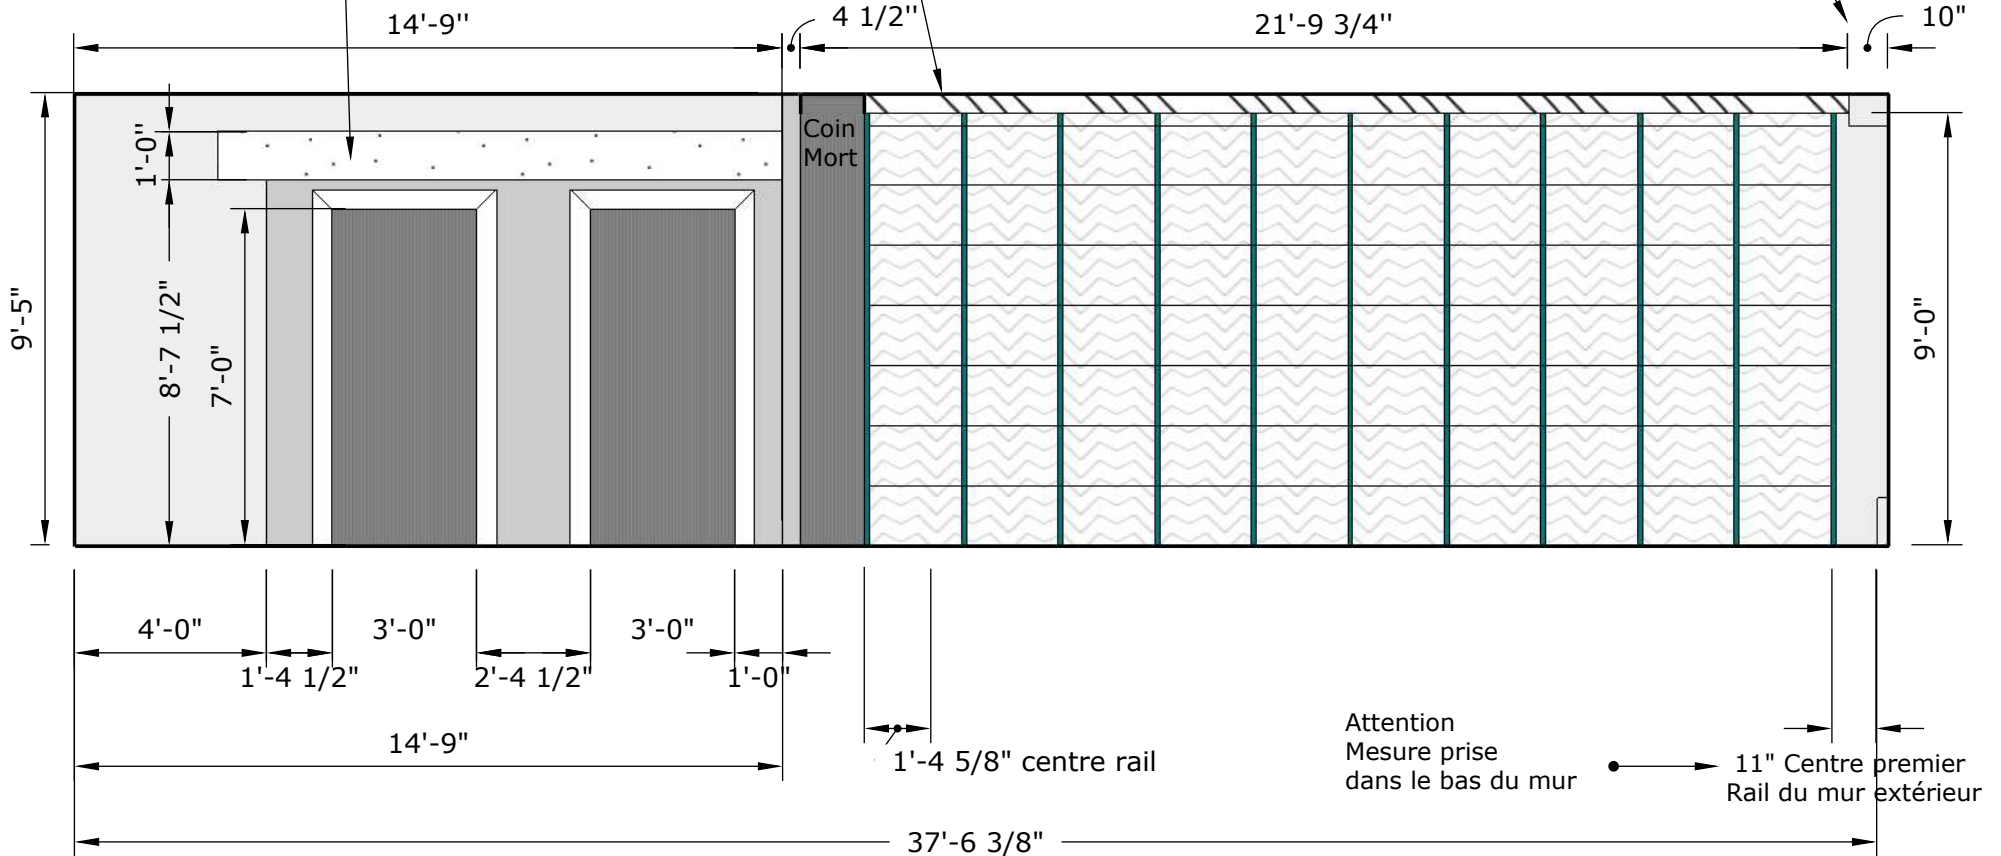 14'-9''
4 1/2''
21'-9 3/4''
10"
1'-0''
Coin
Mort
9'-5"
8'-7 1/2"
7'-0"
9'-0"
4'-0"
3'-0"
3'-0"
1'-4 1/2"
2'-4 1/2"
1'-0"
14'-9"
1'-4 5/8" centre rail
Attention
Mesure prise
dans le bas du mur
11" Centre premier
Rail du mur extérieur
37'-6 3/8"